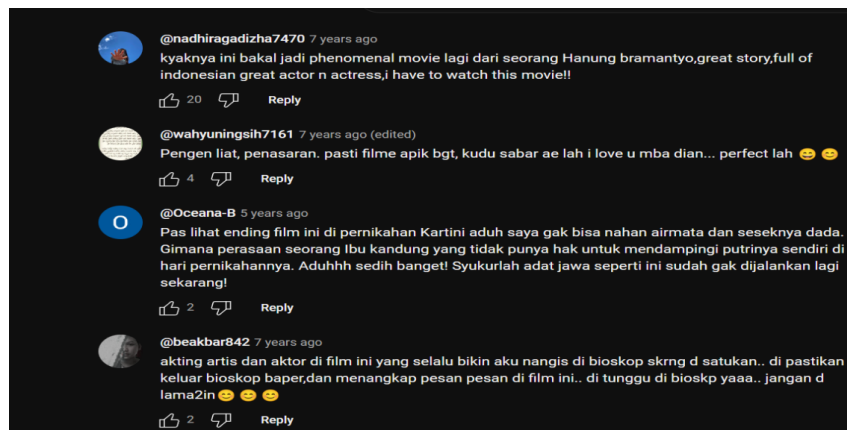 @nadhiragadizha7470 7 years ago
kyaknya ini bakal jadi phenomenal movie lagi dari seorang Hanung bramantyo,great story,full of
indonesian great actor n actress,i have to watch this movie!!
20 Reply
@wahyuningsih7161 7 years ago (edited)
Pengen liat, penasaran. pasti filme apik bgt, kudu sabar ae lah i love u mba dian... perfect lah 😄 😊
4 Reply
O
@Oceana-B 5 years ago
Pas lihat ending film ini di pernikahan Kartini aduh saya gak bisa nahan airmata dan seseknya dada.
Gimana perasaan seorang Ibu kandung yang tidak punya hak untuk mendampingi putrinya sendiri di
hari pernikahannya. Aduhhh sedih banget! Syukurlah adat jawa seperti ini sudah gak dijalankan lagi
sekarang!
2 Reply
@beakbar842 7 years ago
akting artis dan aktor di film ini yang selalu bikin aku nangis di bioskop skrng d satukan.. di pastikan
keluar bioskop baper,dan menangkap pesan pesan di film ini.. di tunggu di bioskp yaaa.. jangan d
lama2in😊 😊 😊
2 Reply